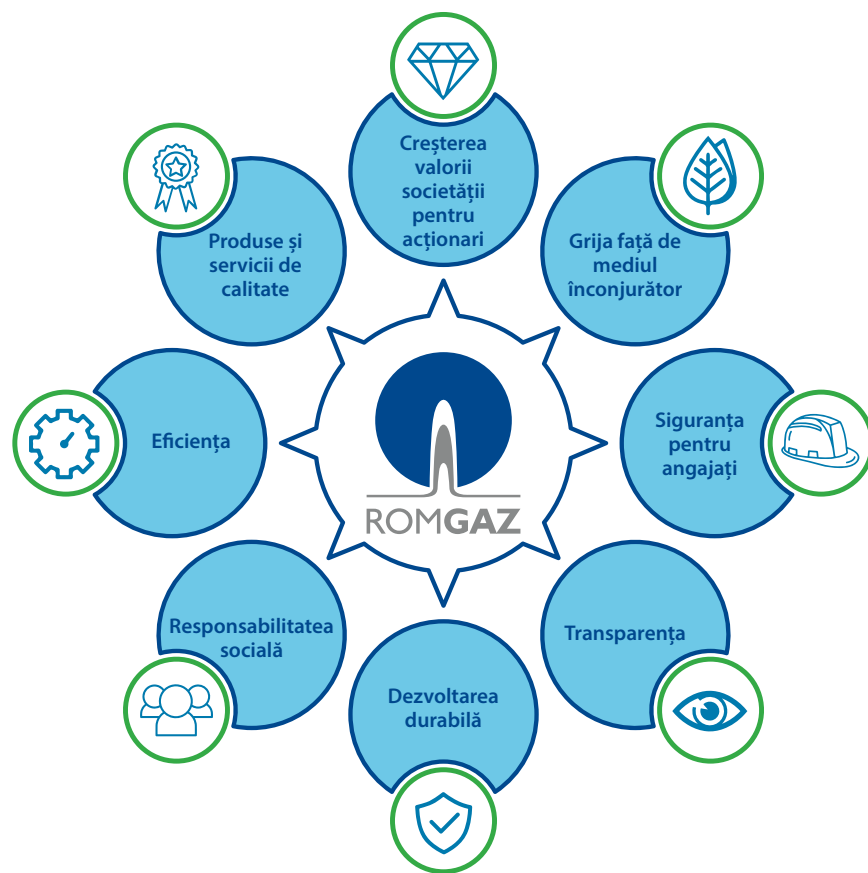 Creșterea
valorii
societății
pentru
acționari
Produse și
servicii de
calitate
Grija față de
mediul
înconjurător
Eficiența
Siguranța
pentru
angajați
ROMGAZ
Responsabilitatea
socială
Transparența
Dezvoltarea
durabilă